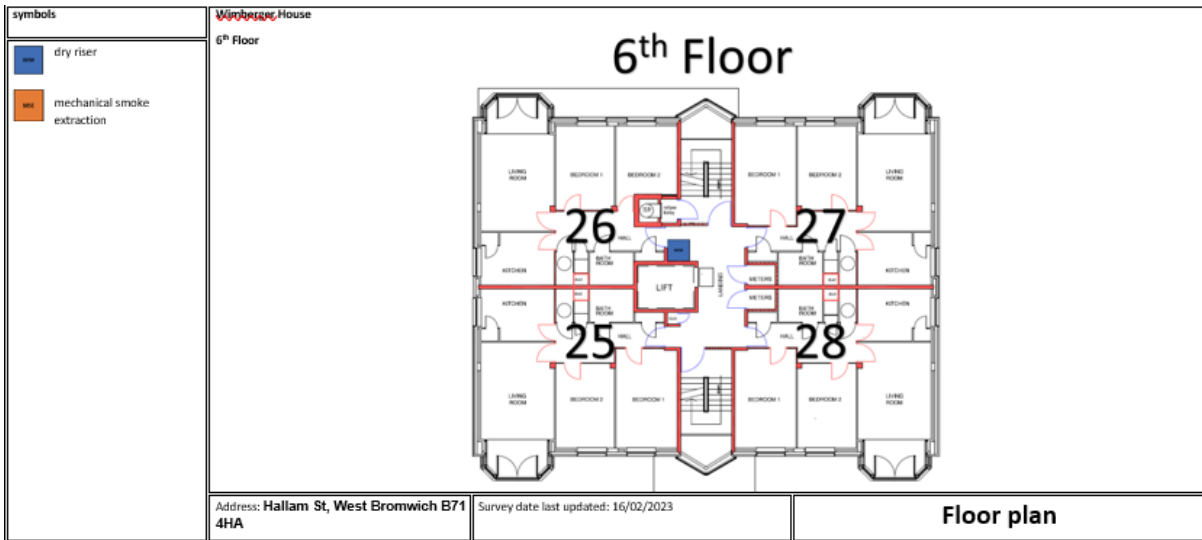 symbols
dry riser
mechanical smoke
extraction
Wimberger House
6th Floor
6th Floor
LIVING
ROOM
BEDROOM 1
BEDROOM 2
BEDROOM 1
BEDROOM 2
LIVING
ROOM
26
27
HALL
HALL
BATH
ROOM
BATH
ROOM
KITCHEN
KITCHEN
LIFT
LANDING
METERS
METERS
KITCHEN
KITCHEN
BATH
ROOM
BATH
ROOM
25
28
HALL
HALL
LIVING
ROOM
BEDROOM 2
BEDROOM 1
BEDROOM 1
BEDROOM 2
LIVING
ROOM
Address: Hallam St, West Bromwich B71
4HA
Survey date last updated: 16/02/2023
Floor plan